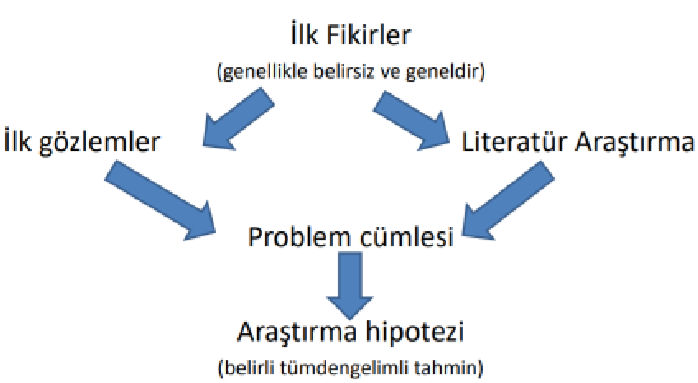 İlk Fikirler
(genellikle belirsiz ve geneldir)
İlk gözlemler
Literatür Araştırma
Problem cümlesi
Araştırma hipotezi
(belirli tümdengelimli tahmin)